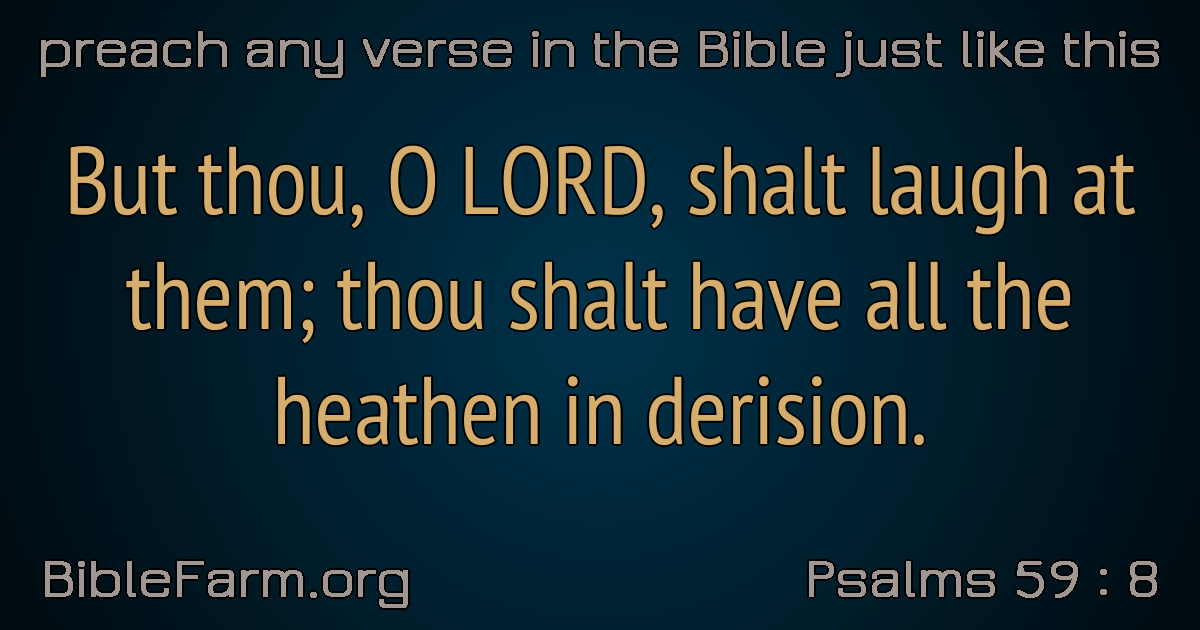 preach any verse in the Bible just like this
But thou, O LORD, shalt laugh at
them; thou shalt have all the
heathen in derision.
BibleFarm.org
Psalms 59 : 8